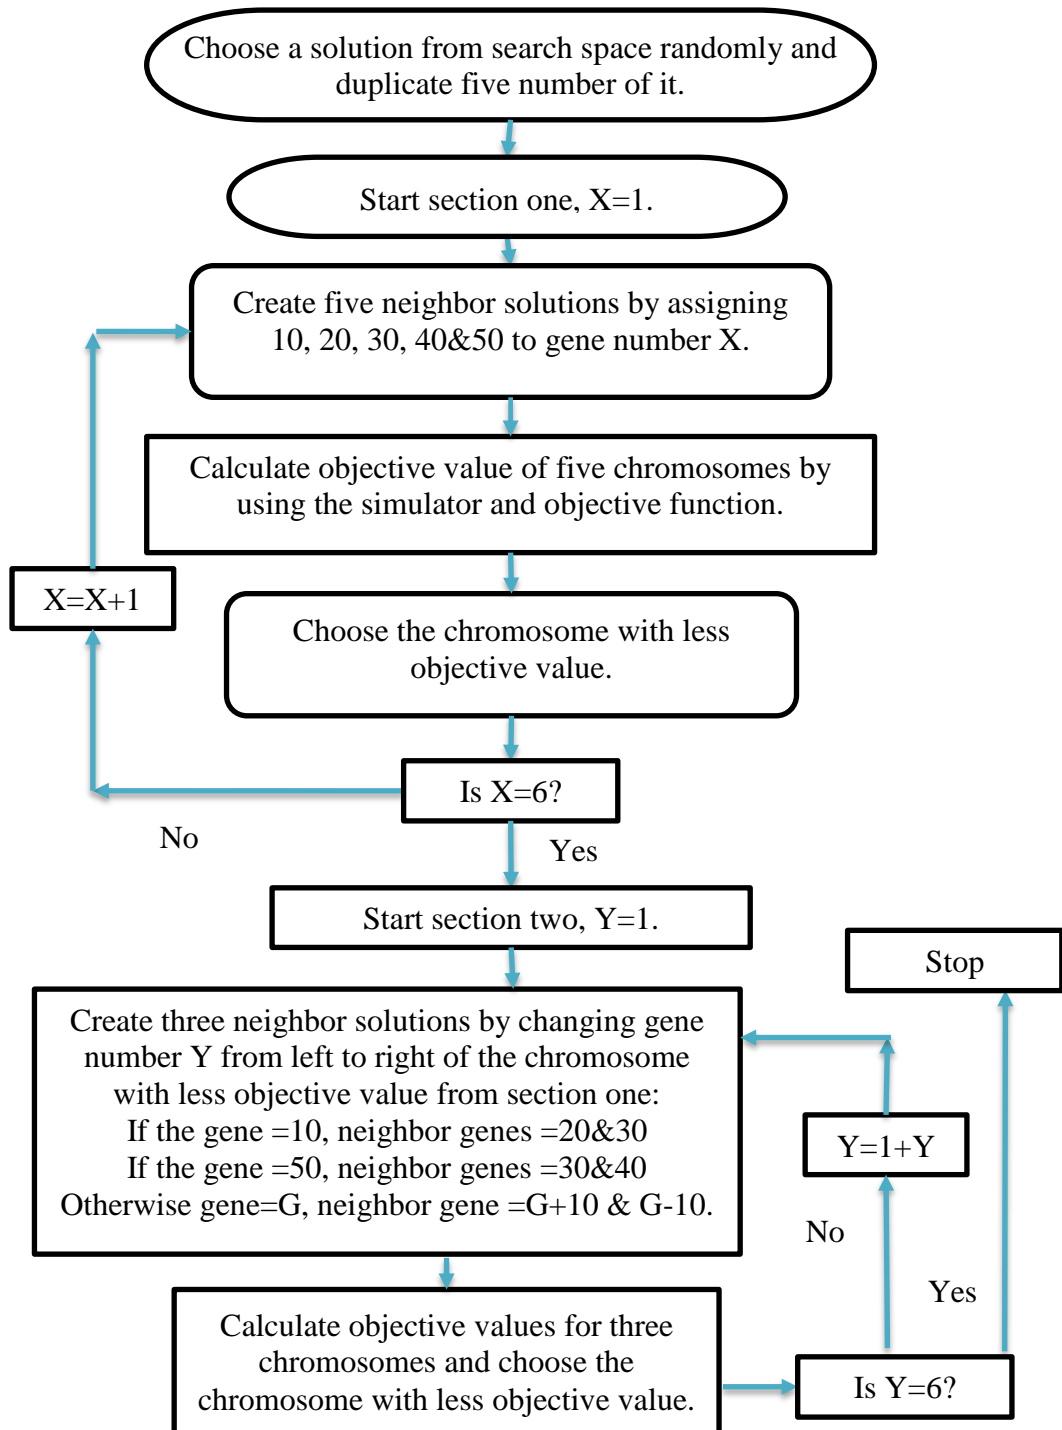 Choose a solution from search space randomly and
duplicate five number of it.
Start section one, X=1.
Create five neighbor solutions by assigning
10, 20, 30, 40&50 to gene number X.
Calculate objective value of five chromosomes by
using the simulator and objective function.
X=X+1
Choose the chromosome with less
objective value.
Is X=6?
No
Yes
Start section two, Y=1.
Stop
Create three neighbor solutions by changing gene
number Y from left to right of the chromosome
with less objective value from section one:
If the gene =10, neighbor genes =20&30
If the gene =50, neighbor genes =30&40
Otherwise gene=G, neighbor gene =G+10 & G-10.
Y=1+Y
No
Yes
Calculate objective values for three
chromosomes and choose the
chromosome with less objective value.
Is Y=6?